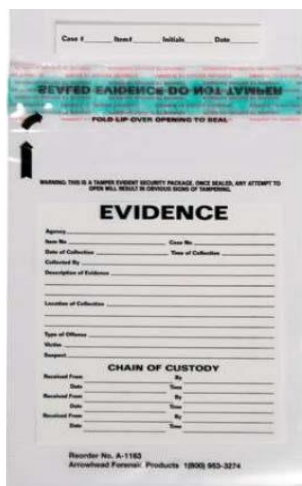 Case # Item# Initials Date
SEALED EVIDENCE DO NOT TAMPER
FOLD LIP OVER OPENING TO SEAL
WARNING: THIS IS A TAMPER EVIDENT SECURITY PACKAGE. ONCE SEALED, ANY ATTEMPT TO
OPEN WILL RESULT IN OBVIOUS SIGNS OF TAMPERING.
EVIDENCE
Agency
Item No Case No
Date of Collection Time of Collection
Collected By
Description of Evidence
Location of Collection
Type of Offense
Victim
Suspect
CHAIN OF CUSTODY
Received From By
Date Time
Received From By
Date Time
Received From By
Date Time
Reorder No. A-1163
Arrowhead Forensic Products 1(800) 953-3274